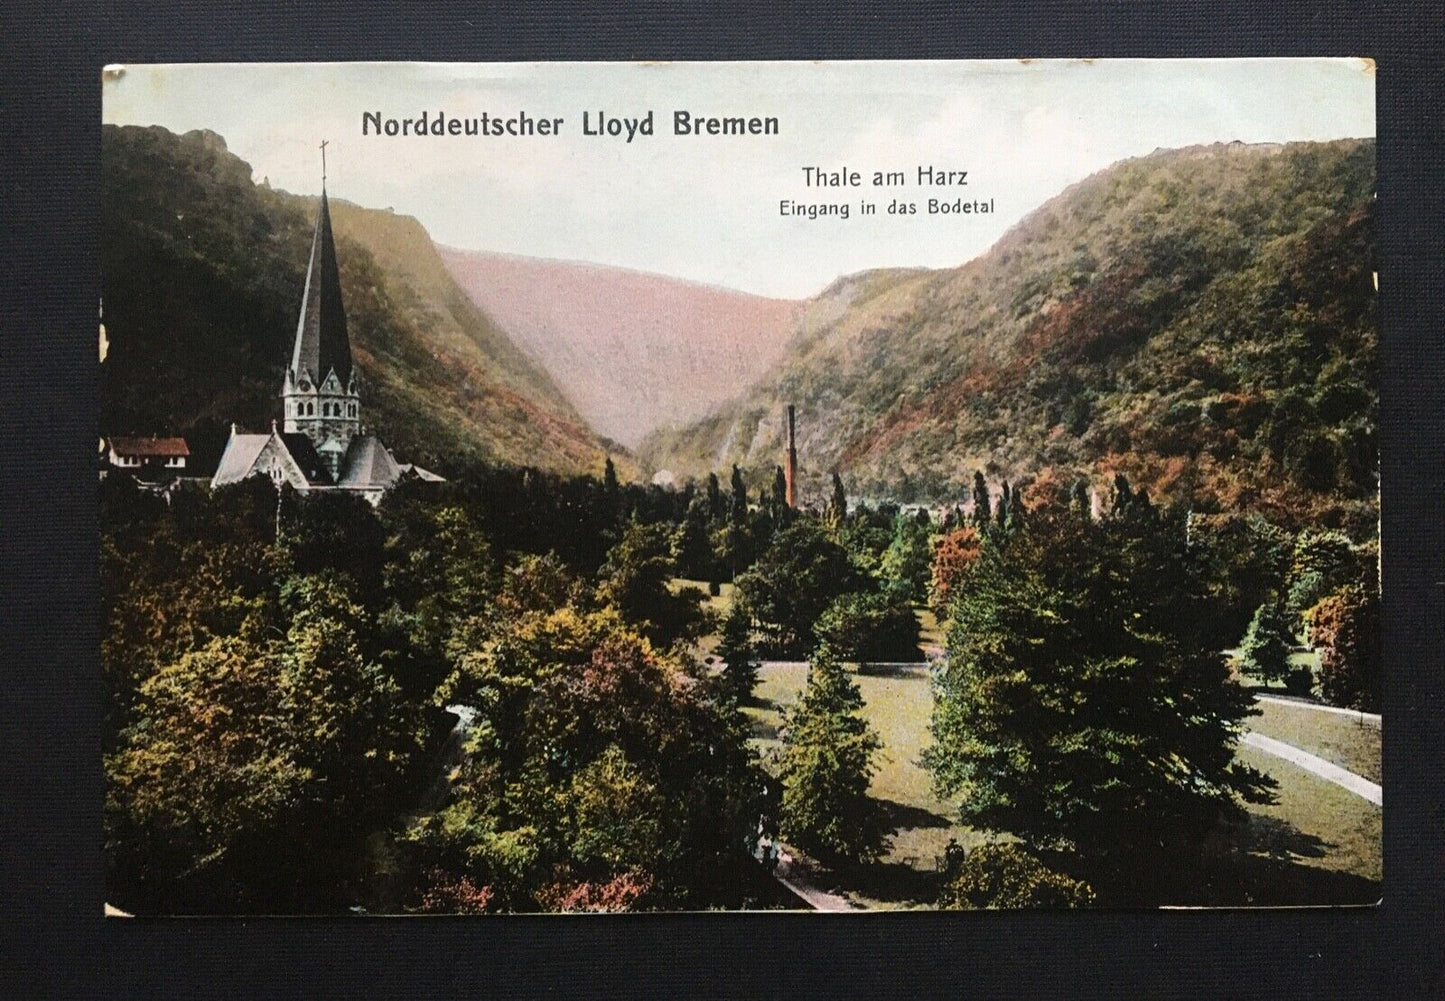 Norddeutscher Lloyd Bremen
Thale am Harz
Eingang in das Bodetal